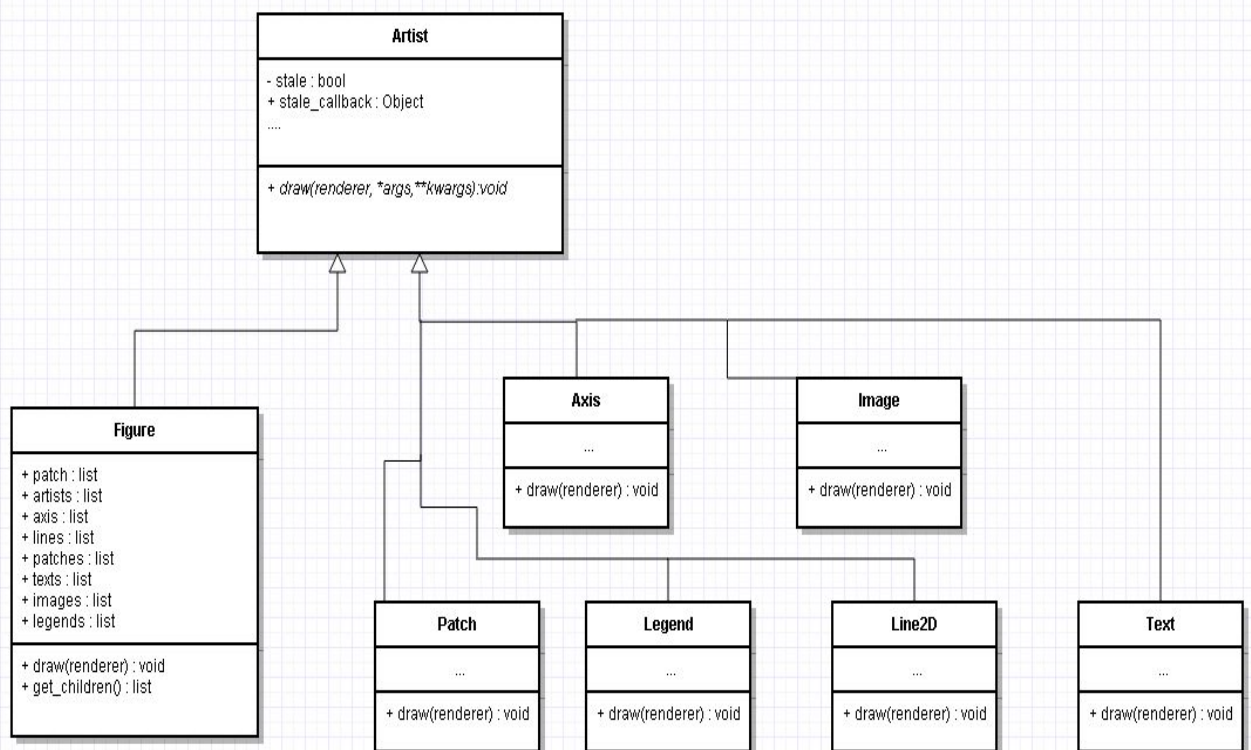 Artist
- stale : bool
+ stale_callback : Object
....
+ draw(renderer, *args,**kwargs):void
Figure
+ patch : list
+ artists : list
+ axis : list
+ lines : list
+ patches : list
+ texts : list
+ images : list
+ legends : list
+ draw(renderer) : void
+ get_children() : list
Axis
...
+ draw(renderer) : void
Image
...
+ draw(renderer) : void
Patch
...
+ draw(renderer) : void
Legend
...
+ draw(renderer) : void
Line2D
...
+ draw(renderer) : void
Text
...
+ draw(renderer) : void